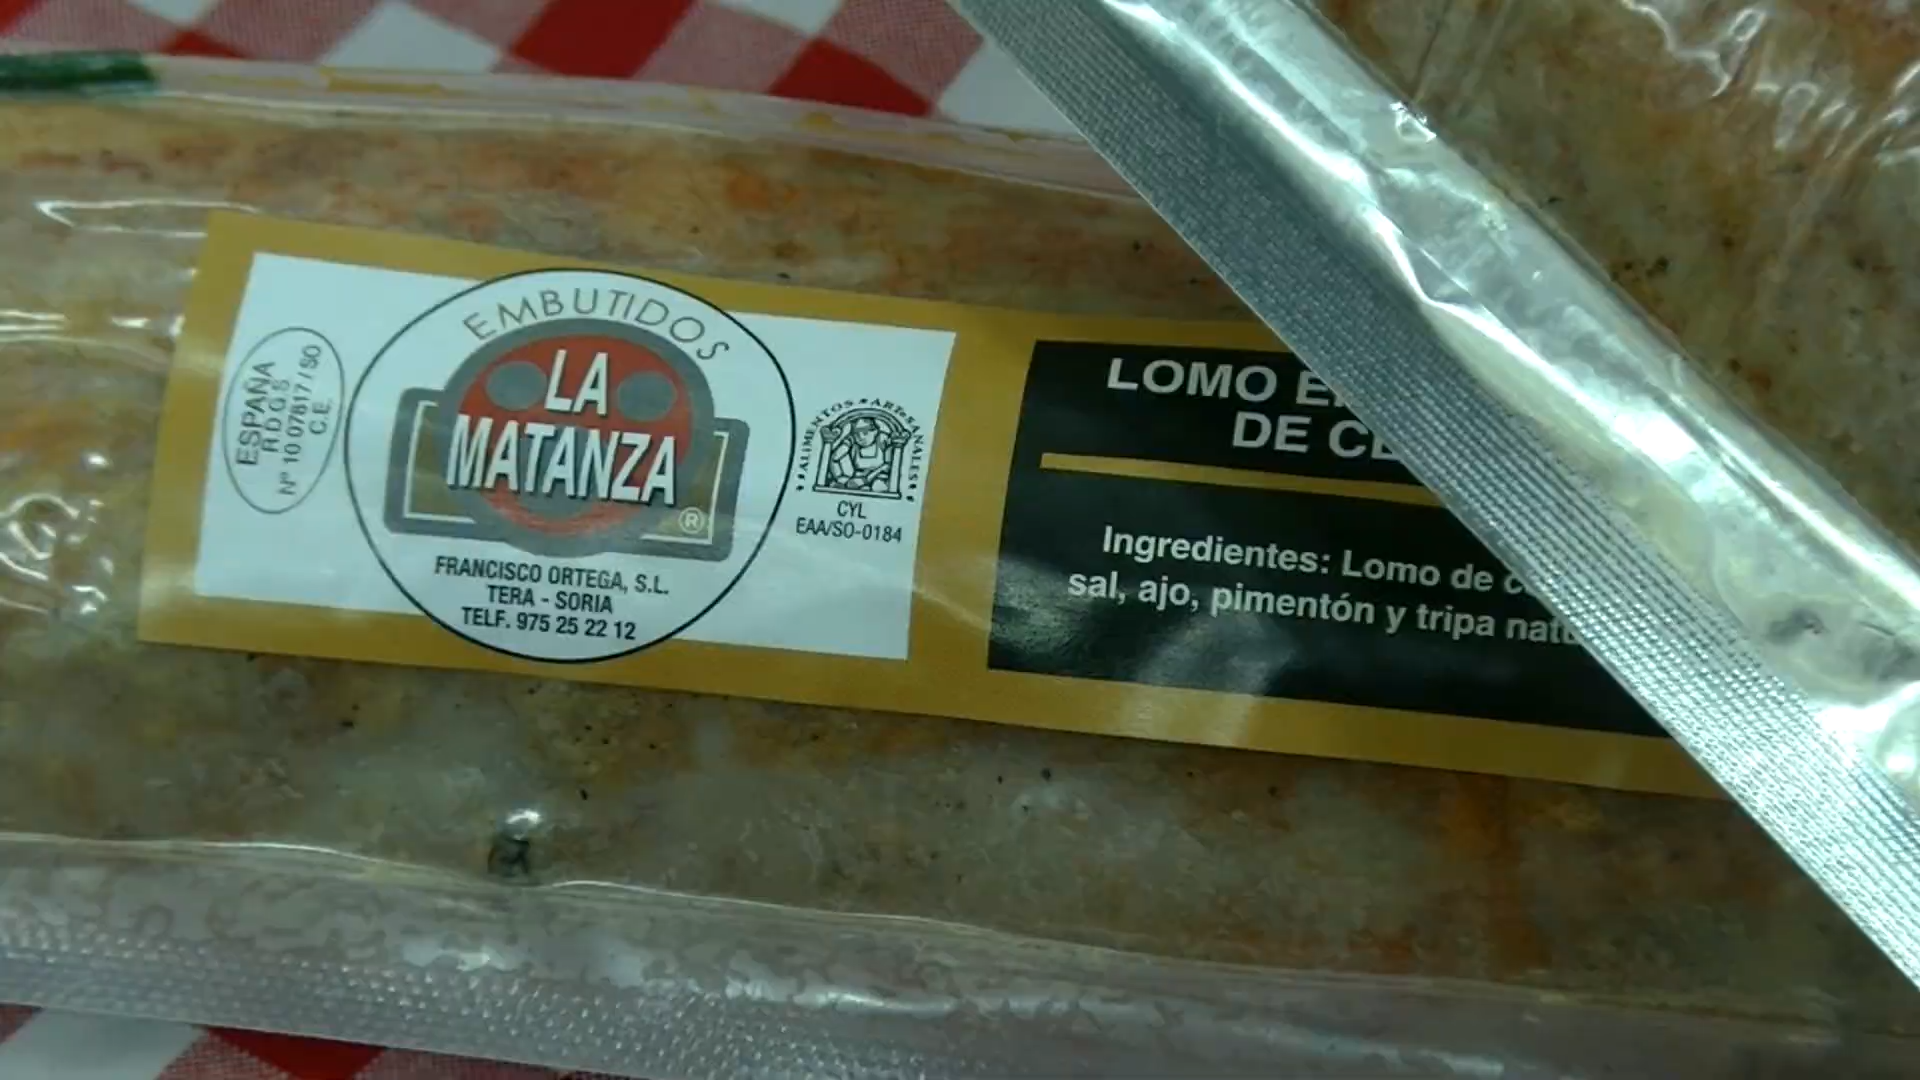 ESPAÑA
R D G S
Nº 10 07817 / SO
C.E.
EMBUTIDOS
LA
MATANZA
®
FRANCISCO ORTEGA, S.L.
TERA - SORIA
TELF. 975 25 22 12
ALIMENTOS ARTESANALES
CYL
EAA/SO-0184
LOMO
DE
Ingredientes: Lomo de
sal, ajo, pimentón y tripa